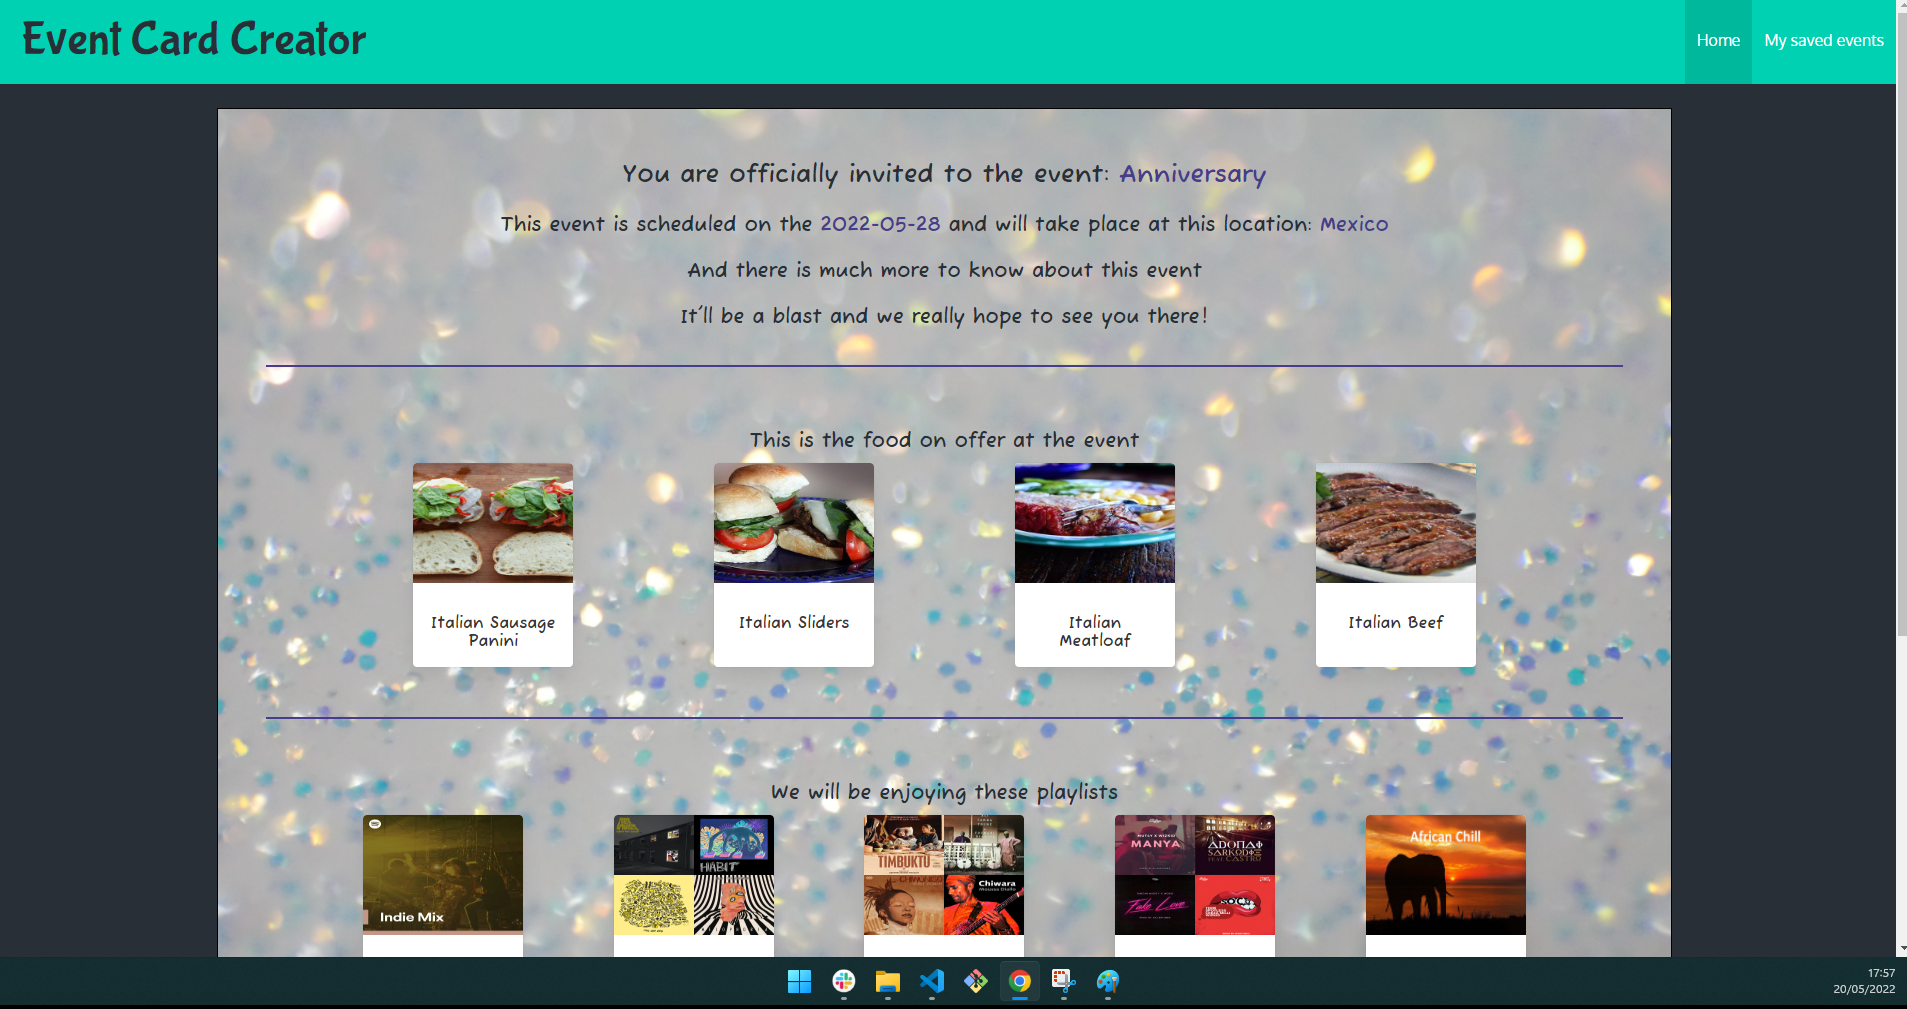 Event Card Creator
Home
My saved events
You are officially invited to the event: Anniversary
This event is scheduled on the 2022-05-28 and will take place at this location: Mexico
And there is much more to know about this event
It'll be a blast and we really hope to see you there!
This is the food on offer at the event
Italian Sausage
Panini
Italian Sliders
Italian
Meatloaf
Italian Beef
We will be enjoying these playlists
Indie Mix
HABIT
TIMBUKTU
Chiwara
MANYA
ADONAI
SARKODIE
FEAT. CASTRO
Fake Love
African Chill
17:57
20/05/2022